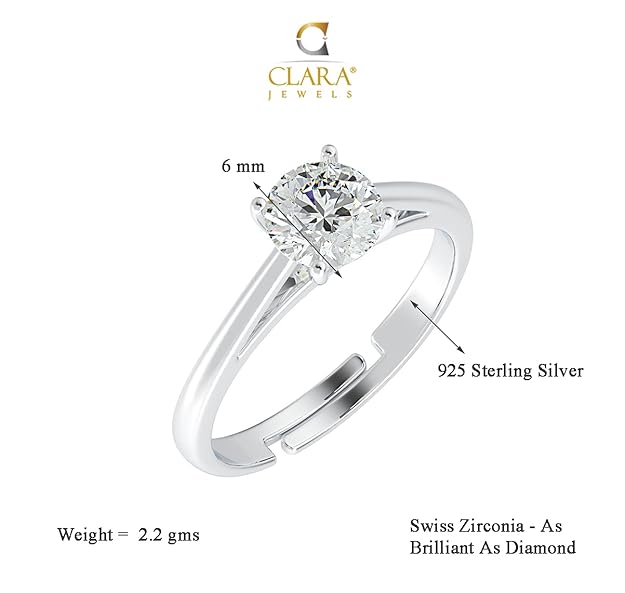 CLARA®
JEWELS
6 mm
925 Sterling Silver
Weight = 2.2 gms
Swiss Zirconia - As
Brilliant As Diamond